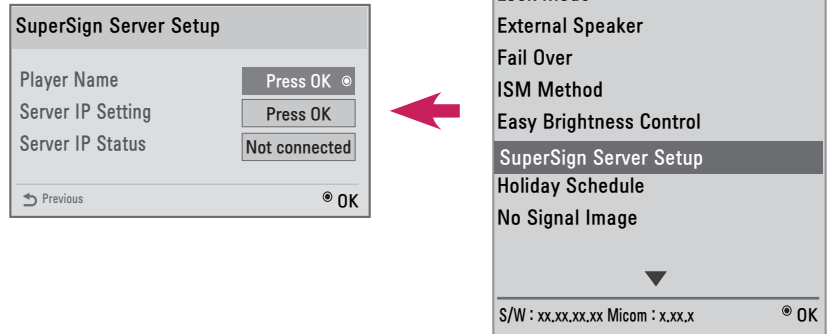 SuperSign Server Setup
Player Name Press OK
Server IP Setting Press OK
Server IP Status Not connected
Previous OK
External Speaker
Fail Over
ISM Method
Easy Brightness Control
SuperSign Server Setup
Holiday Schedule
No Signal Image
S/W : xx.xx.xx.xx Micom : x.xx.x OK